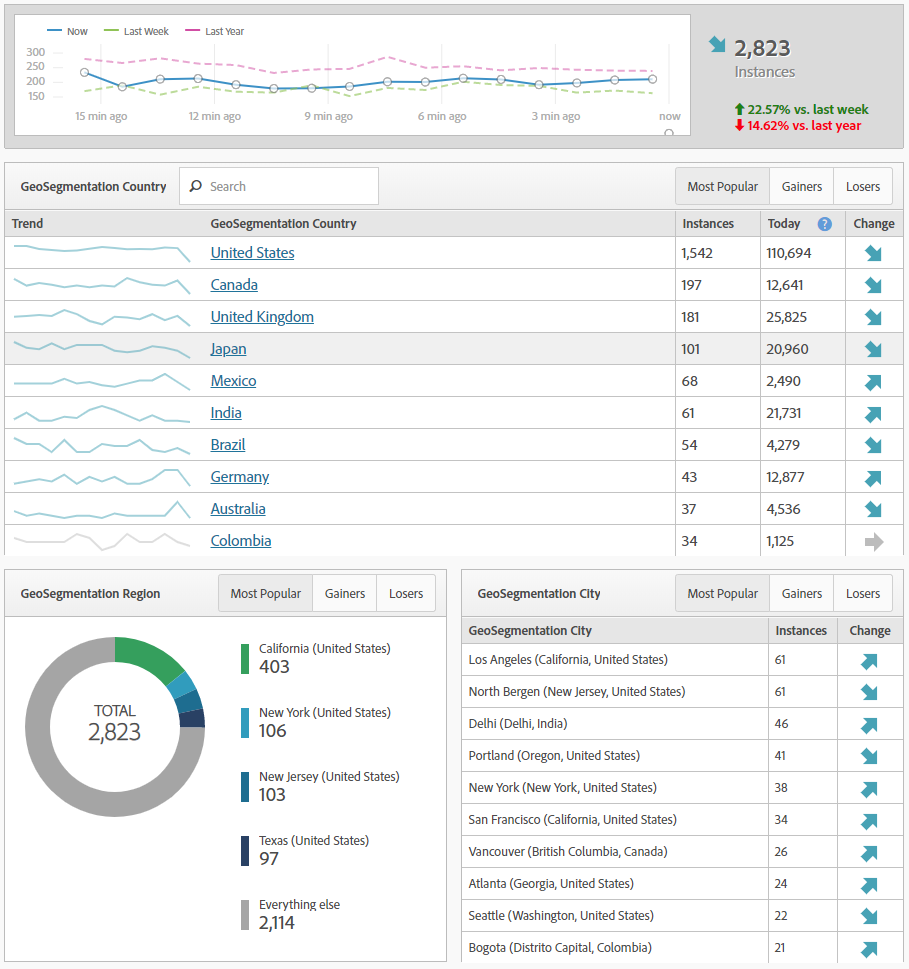 Now Last Week Last Year
300
250
200
150
15 min ago 12 min ago 9 min ago 6 min ago 3 min ago now
2,823
Instances
22.57% vs. last week
14.62% vs. last year
GeoSegmentation Country Search Most Popular Gainers Losers
Trend GeoSegmentation Country Instances Today ? Change
United States 1,542 110,694
Canada 197 12,641
United Kingdom 181 25,825
Japan 101 20,960
Mexico 68 2,490
India 61 21,731
Brazil 54 4,279
Germany 43 12,877
Australia 37 4,536
Colombia 34 1,125
GeoSegmentation Region Most Popular Gainers Losers
TOTAL
2,823
California (United States)
403
New York (United States)
106
New Jersey (United States)
103
Texas (United States)
97
Everything else
2,114
GeoSegmentation City Most Popular Gainers Losers
GeoSegmentation City Instances Change
Los Angeles (California, United States) 61
North Bergen (New Jersey, United States) 61
Delhi (Delhi, India) 46
Portland (Oregon, United States) 41
New York (New York, United States) 38
San Francisco (California, United States) 34
Vancouver (British Columbia, Canada) 26
Atlanta (Georgia, United States) 24
Seattle (Washington, United States) 22
Bogota (Distrito Capital, Colombia) 21